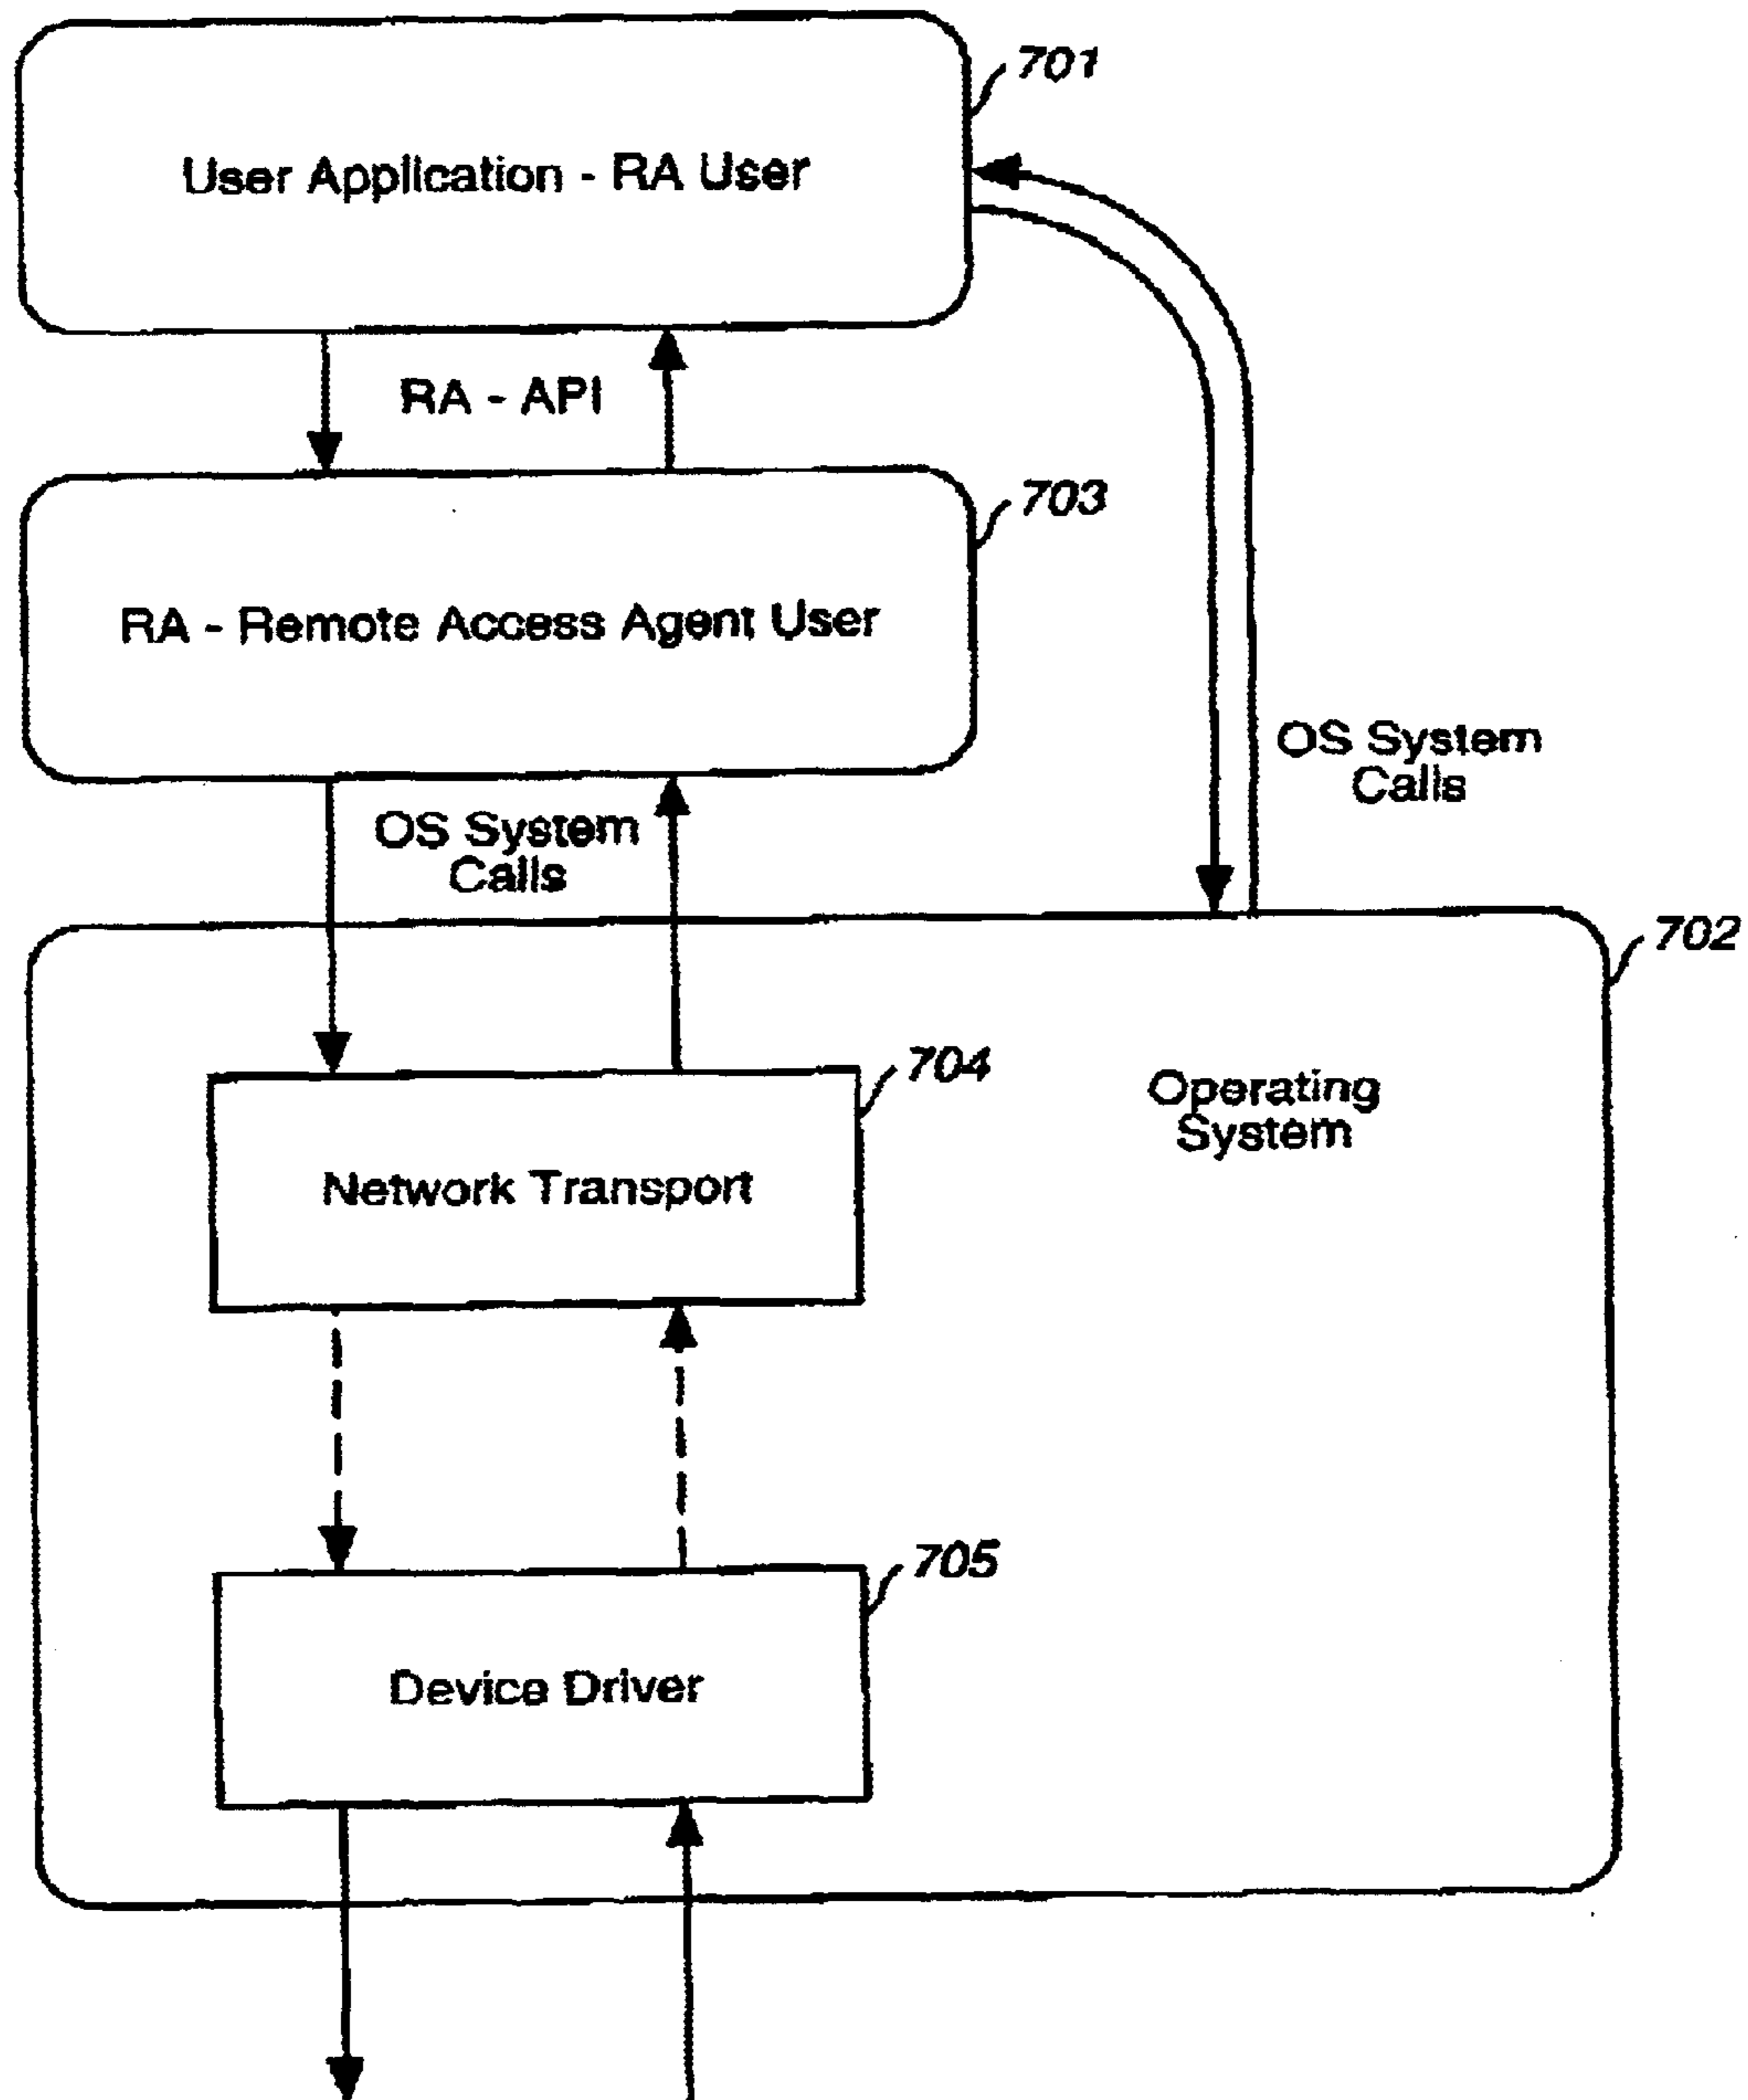 701
User Application - RA User
RA - API
703
RA - Remote Access Agent User
OS System
Calls
OS System
Calls
702
704
Operating
System
Network Transport
705
Device Driver